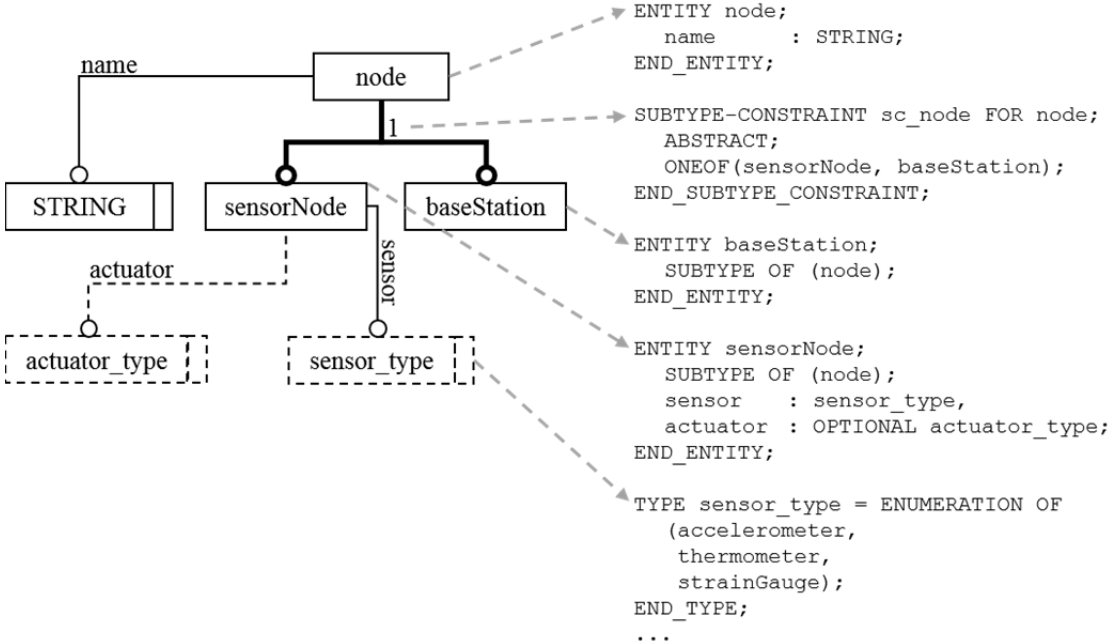 name
node
1
STRING
sensorNode
baseStation
actuator
sensor
actuator_type
sensor_type
ENTITY node;
name : STRING;
END_ENTITY;
SUBTYPE-CONSTRAINT sc_node FOR node;
ABSTRACT;
ONEOF(sensorNode, baseStation);
END_SUBTYPE_CONSTRAINT;
ENTITY baseStation;
SUBTYPE OF (node);
END_ENTITY;
ENTITY sensorNode;
SUBTYPE OF (node);
sensor : sensor_type,
actuator : OPTIONAL actuator_type;
END_ENTITY;
TYPE sensor_type = ENUMERATION OF
(accelerometer,
thermometer,
strainGauge);
END_TYPE;
...